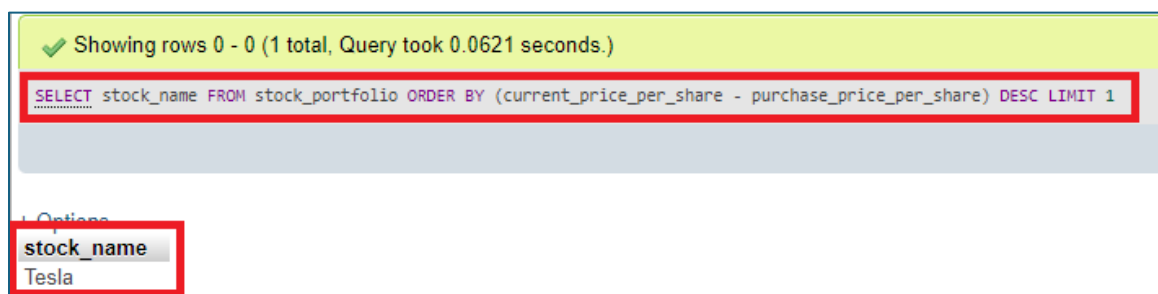 Showing rows 0 - 0 (1 total, Query took 0.0621 seconds.)
SELECT stock_name FROM stock_portfolio ORDER BY (current_price_per_share - purchase_price_per_share) DESC LIMIT 1
+ Options
stock_name
Tesla